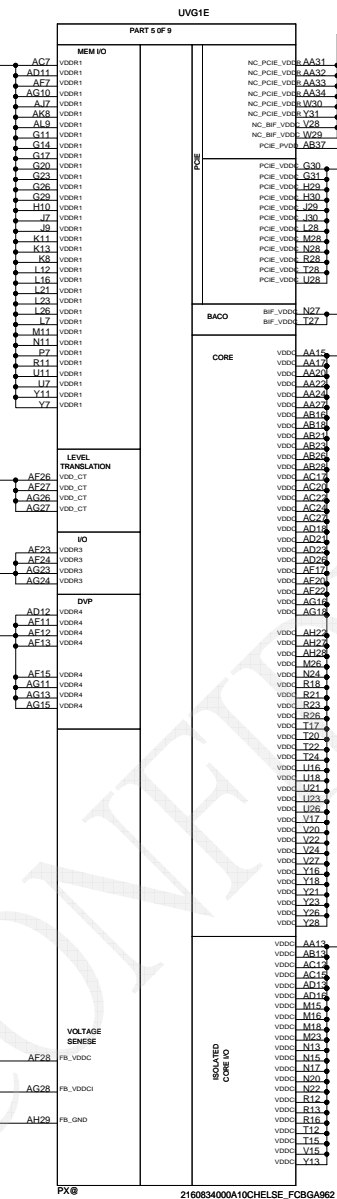 UVG1E
PART 5 0F 9
MEM I/O
AC7 VDDR1
AD11 VDDR1
AF7 VDDR1
AG10 VDDR1
AJ7 VDDR1
AK8 VDDR1
AL9 VDDR1
G11 VDDR1
G14 VDDR1
G17 VDDR1
G20 VDDR1
G23 VDDR1
G26 VDDR1
G29 VDDR1
H10 VDDR1
J7 VDDR1
J9 VDDR1
K11 VDDR1
K13 VDDR1
K8 VDDR1
L12 VDDR1
L16 VDDR1
L21 VDDR1
L23 VDDR1
L26 VDDR1
L7 VDDR1
M11 VDDR1
N11 VDDR1
P7 VDDR1
R11 VDDR1
U11 VDDR1
U7 VDDR1
Y11 VDDR1
Y7 VDDR1
LEVEL
TRANSLATION
AF26 VDD_CT
AF27 VDD_CT
AG26 VDD_CT
AG27 VDD_CT
I/O
AF23 VDDR3
AF24 VDDR3
AG23 VDDR3
AG24 VDDR3
DVP
AD12 VDDR4
AF11 VDDR4
AF12 VDDR4
AF13 VDDR4
AF15 VDDR4
AG11 VDDR4
AG13 VDDR4
AG15 VDDR4
VOLTAGE
SENESE
AF28 FB_VDDC
AG28 FB_VDDCI
AH29 FB_GND
PCIE
NC_PCIE_VDDR AA31
NC_PCIE_VDDR AA32
NC_PCIE_VDDR AA33
NC_PCIE_VDDR AA34
NC_PCIE_VDDR W30
NC_PCIE_VDDR Y31
NC_BIF_VDDC V28
NC_BIF_VDDC W29
PCIE_PVDD AB37
PCIE_VDDC G30
PCIE_VDDC G31
PCIE_VDDC H29
PCIE_VDDC H30
PCIE_VDDC J29
PCIE_VDDC J30
PCIE_VDDC L28
PCIE_VDDC M28
PCIE_VDDC N28
PCIE_VDDC R28
PCIE_VDDC T28
PCIE_VDDC U28
BACO
BIF_VDDC N27
BIF_VDDC T27
CORE
VDDC AA15
VDDC AA17
VDDC AA20
VDDC AA22
VDDC AA24
VDDC AA27
VDDC AB16
VDDC AB18
VDDC AB21
VDDC AB23
VDDC AB26
VDDC AB28
VDDC AC17
VDDC AC20
VDDC AC22
VDDC AC24
VDDC AC27
VDDC AD18
VDDC AD21
VDDC AD23
VDDC AD26
VDDC AF17
VDDC AF20
VDDC AF22
VDDC AG16
VDDC AG18
VDDC AH22
VDDC AH27
VDDC AH28
VDDC M26
VDDC N24
VDDC R18
VDDC R21
VDDC R23
VDDC R26
VDDC T17
VDDC T20
VDDC T22
VDDC T24
VDDC U16
VDDC U18
VDDC U21
VDDC U23
VDDC U26
VDDC V17
VDDC V20
VDDC V22
VDDC V24
VDDC V27
VDDC Y16
VDDC Y18
VDDC Y21
VDDC Y23
VDDC Y26
VDDC Y28
ISOLATED
CORE I/O
VDDCI AA13
VDDCI AB13
VDDCI AC12
VDDCI AC15
VDDCI AD13
VDDCI AD16
VDDCI M15
VDDCI M16
VDDCI M18
VDDCI M23
VDDCI N13
VDDCI N15
VDDCI N17
VDDCI N20
VDDCI N22
VDDCI R12
VDDCI R13
VDDCI R16
VDDCI T12
VDDCI T15
VDDCI V15
VDDCI Y13
PX@
2160834000A10CHELSE_FCBGA962